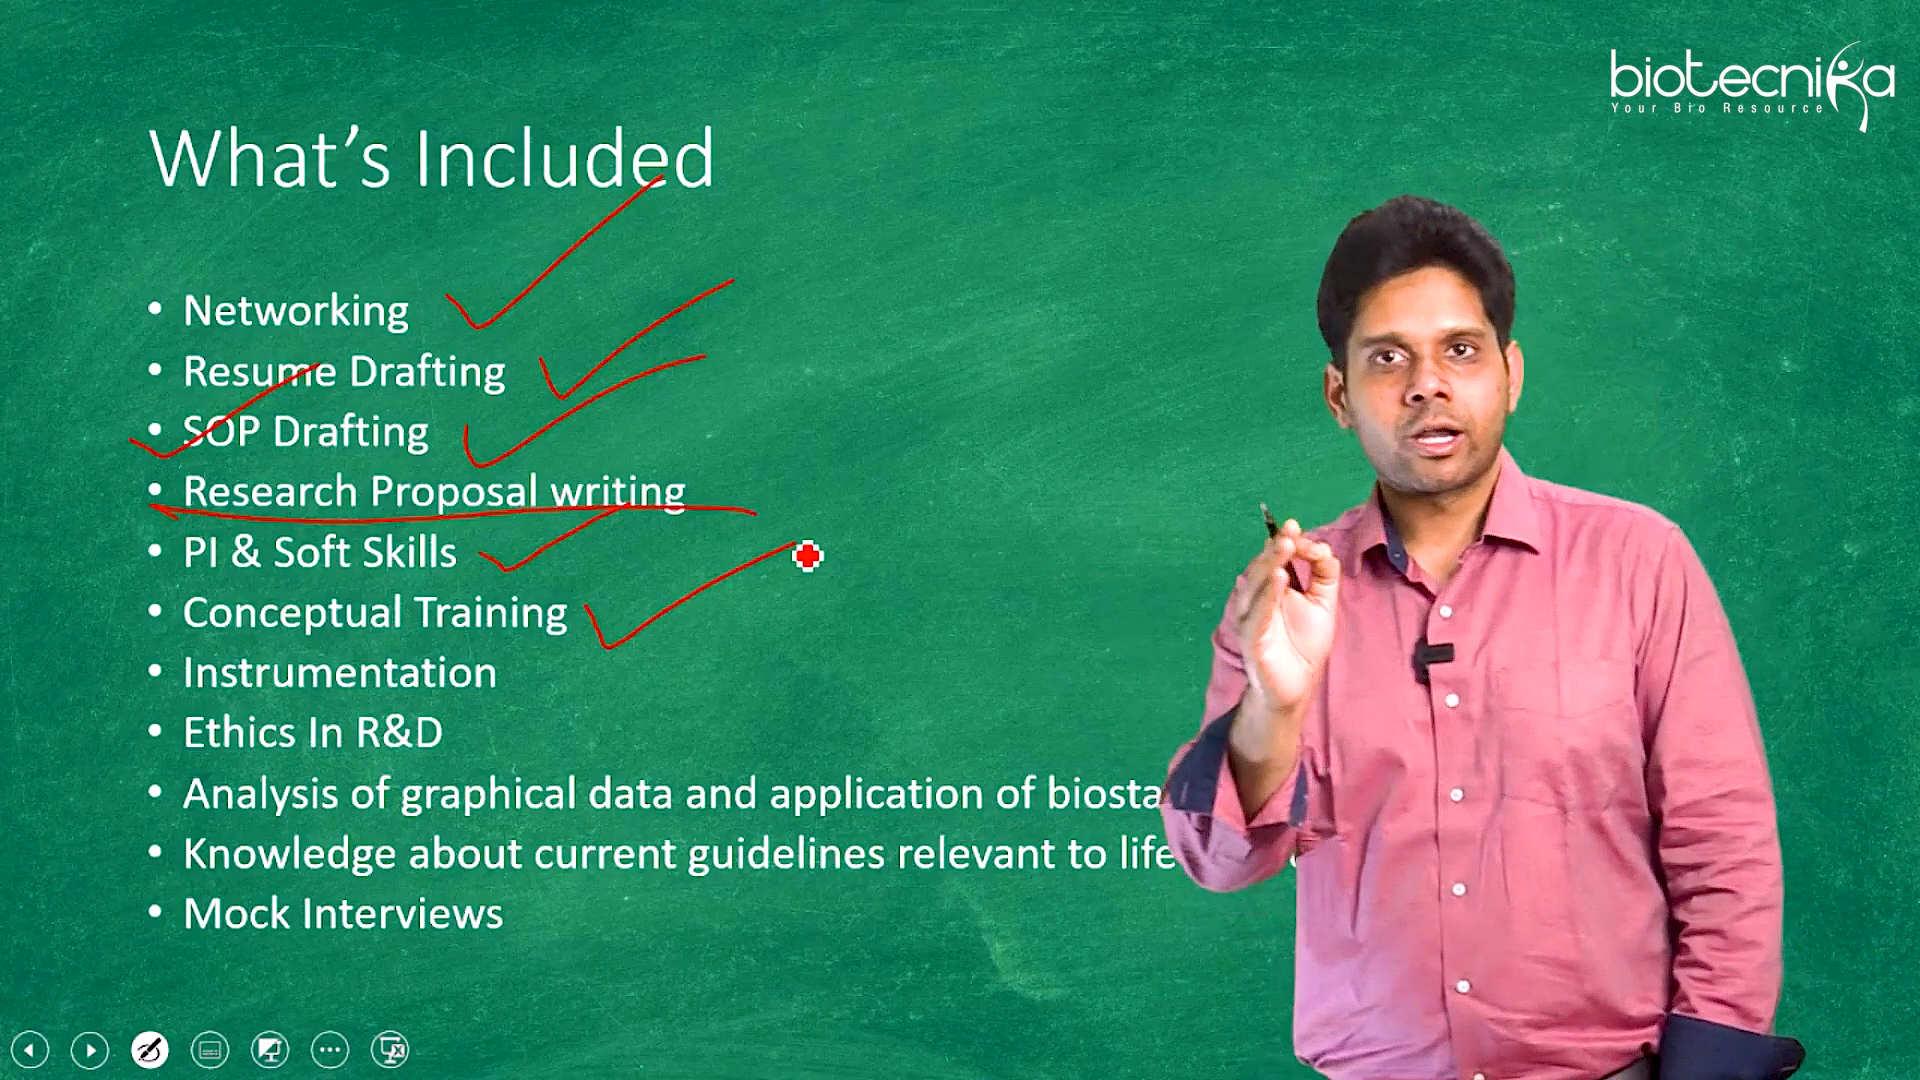 biotecnika
Your Bio Resource
What's Included
• Networking
• Resume Drafting
• SOP Drafting
• Research Proposal writing
• PI & Soft Skills
• Conceptual Training
• Instrumentation
• Ethics In R&D
• Analysis of graphical data and application of
• Knowledge about current guidelines relevant to life
• Mock Interviews